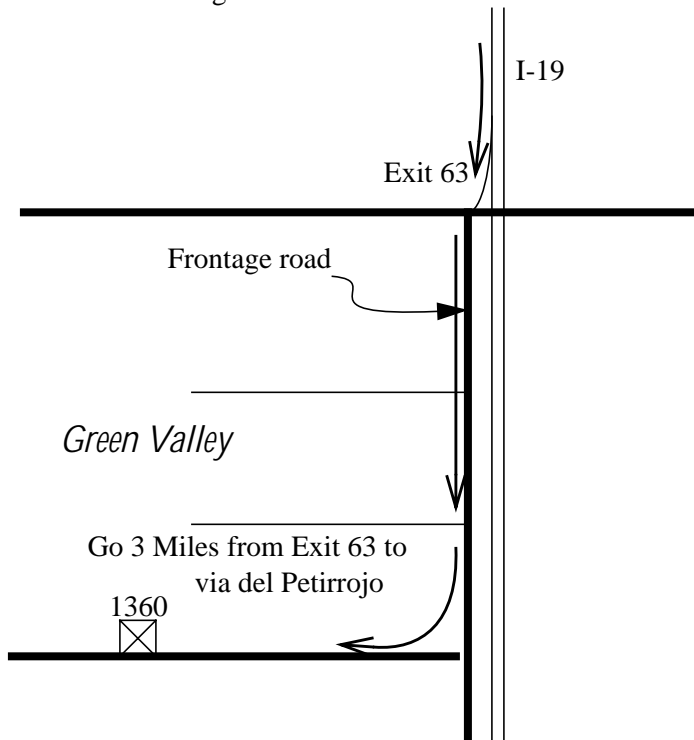 I-19
Exit 63
Frontage road
Green Valley
Go 3 Miles from Exit 63 to
via del Petirrojo
1360